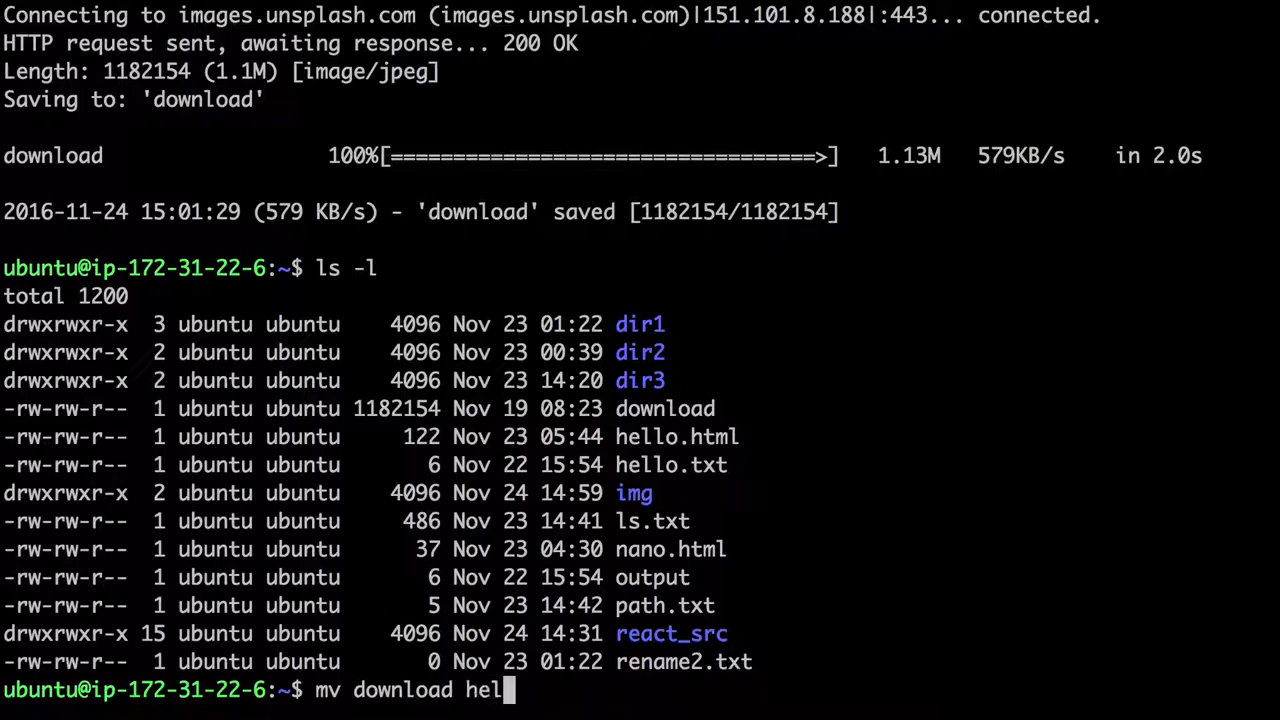 Connecting to images.unsplash.com (images.unsplash.com)|151.101.8.188|:443... connected.
HTTP request sent, awaiting response... 200 OK
Length: 1182154 (1.1M) [image/jpeg]
Saving to: 'download'
download 100%[==================================>] 1.13M 579KB/s in 2.0s
2016-11-24 15:01:29 (579 KB/s) - 'download' saved [1182154/1182154]
ubuntu@ip-172-31-22-6:~$ ls -l
total 1200
drwxrwxr-x 3 ubuntu ubuntu 4096 Nov 23 01:22 dir1
drwxrwxr-x 2 ubuntu ubuntu 4096 Nov 23 00:39 dir2
drwxrwxr-x 2 ubuntu ubuntu 4096 Nov 23 14:20 dir3
-rw-rw-r-- 1 ubuntu ubuntu 1182154 Nov 19 08:23 download
-rw-rw-r-- 1 ubuntu ubuntu 122 Nov 23 05:44 hello.html
-rw-rw-r-- 1 ubuntu ubuntu 6 Nov 22 15:54 hello.txt
drwxrwxr-x 2 ubuntu ubuntu 4096 Nov 24 14:59 img
-rw-rw-r-- 1 ubuntu ubuntu 486 Nov 23 14:41 ls.txt
-rw-rw-r-- 1 ubuntu ubuntu 37 Nov 23 04:30 nano.html
-rw-rw-r-- 1 ubuntu ubuntu 6 Nov 22 15:54 output
-rw-rw-r-- 1 ubuntu ubuntu 5 Nov 23 14:42 path.txt
drwxrwxr-x 15 ubuntu ubuntu 4096 Nov 24 14:31 react_src
-rw-rw-r-- 1 ubuntu ubuntu 0 Nov 23 01:22 rename2.txt
ubuntu@ip-172-31-22-6:~$ mv download hel